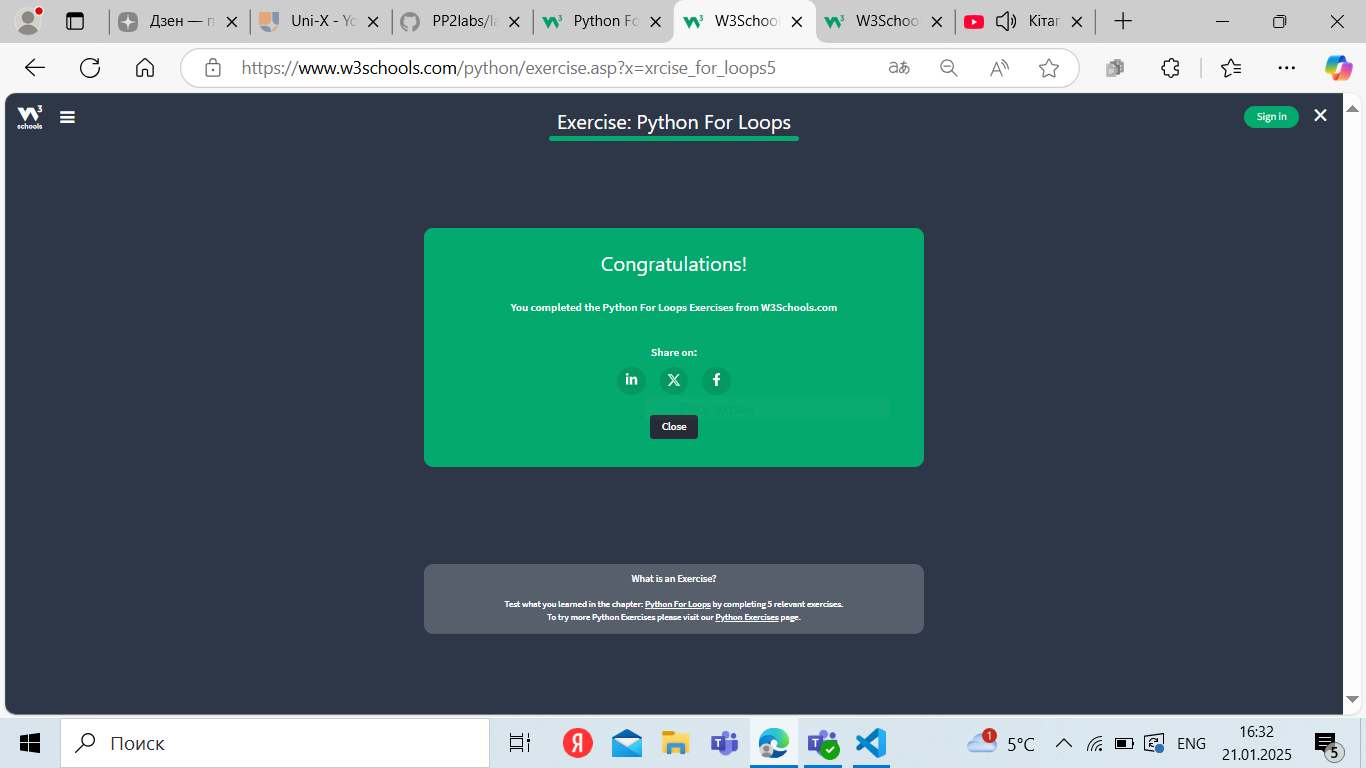 Дзен — п
Uni-X - Yo
PP2labs/la
Python Fo
W3School
W3Schoo
Кітап
https://www.w3schools.com/python/exercise.asp?x=xrcise_for_loops5
W3 schools
Exercise: Python For Loops
Sign in
Congratulations!
You completed the Python For Loops Exercises from W3Schools.com
Share on:
Close
What is an Exercise?
Test what you learned in the chapter: Python For Loops by completing 5 relevant exercises.
To try more Python Exercises please visit our Python Exercises page.
Поиск
1
5°C
ENG
16:32
21.01.2025
5